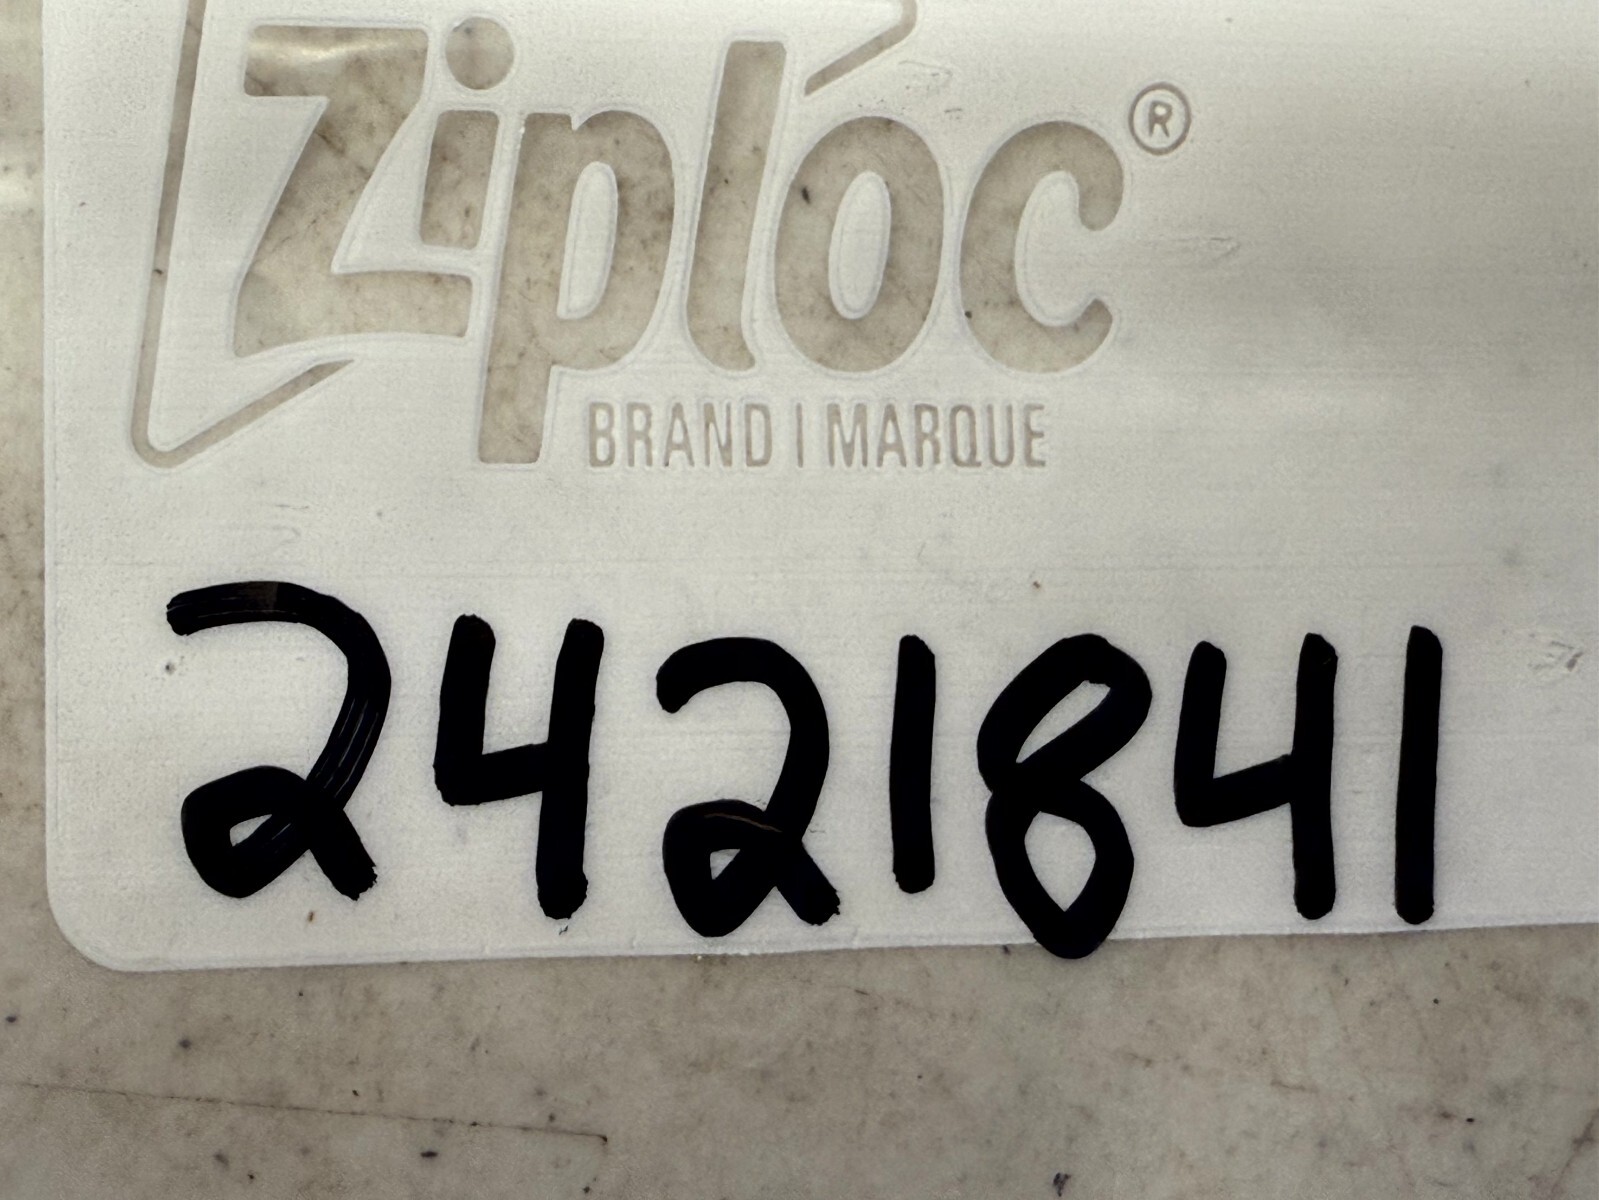 Ziploc®
BRAND | MARQUE
2421841